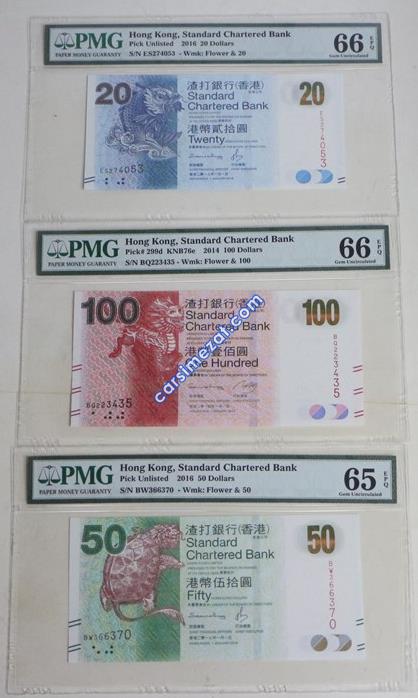 PMG
PAPER MONEY GUARANTY
Hong Kong, Standard Chartered Bank
Pick Unlisted 2016 20 Dollars
S/N ES274053 - Wmk: Flower & 20
66 EPQ
Gem Uncirculated
20
渣打銀行(香港)
Standard
Chartered Bank
港幣貳拾圓
Twenty
20
ES274053
ES274053
PMG
PAPER MONEY GUARANTY
Hong Kong, Standard Chartered Bank
Pick# 299d KNB76e 2014 100 Dollars
S/N BQ223435 - Wmk: Flower & 100
66 EPQ
Gem Uncirculated
100
渣打銀行(香港)
Standard
Chartered Bank
港幣壹佰圓
One Hundred
100
BQ223435
BQ223435
carsimezah.com
PMG
PAPER MONEY GUARANTY
Hong Kong, Standard Chartered Bank
Pick Unlisted 2016 50 Dollars
S/N BW366370 - Wmk: Flower & 50
65 EPQ
Gem Uncirculated
50
渣打銀行(香港)
Standard
Chartered Bank
港幣伍拾圓
Fifty
50
BW366370
BW366370